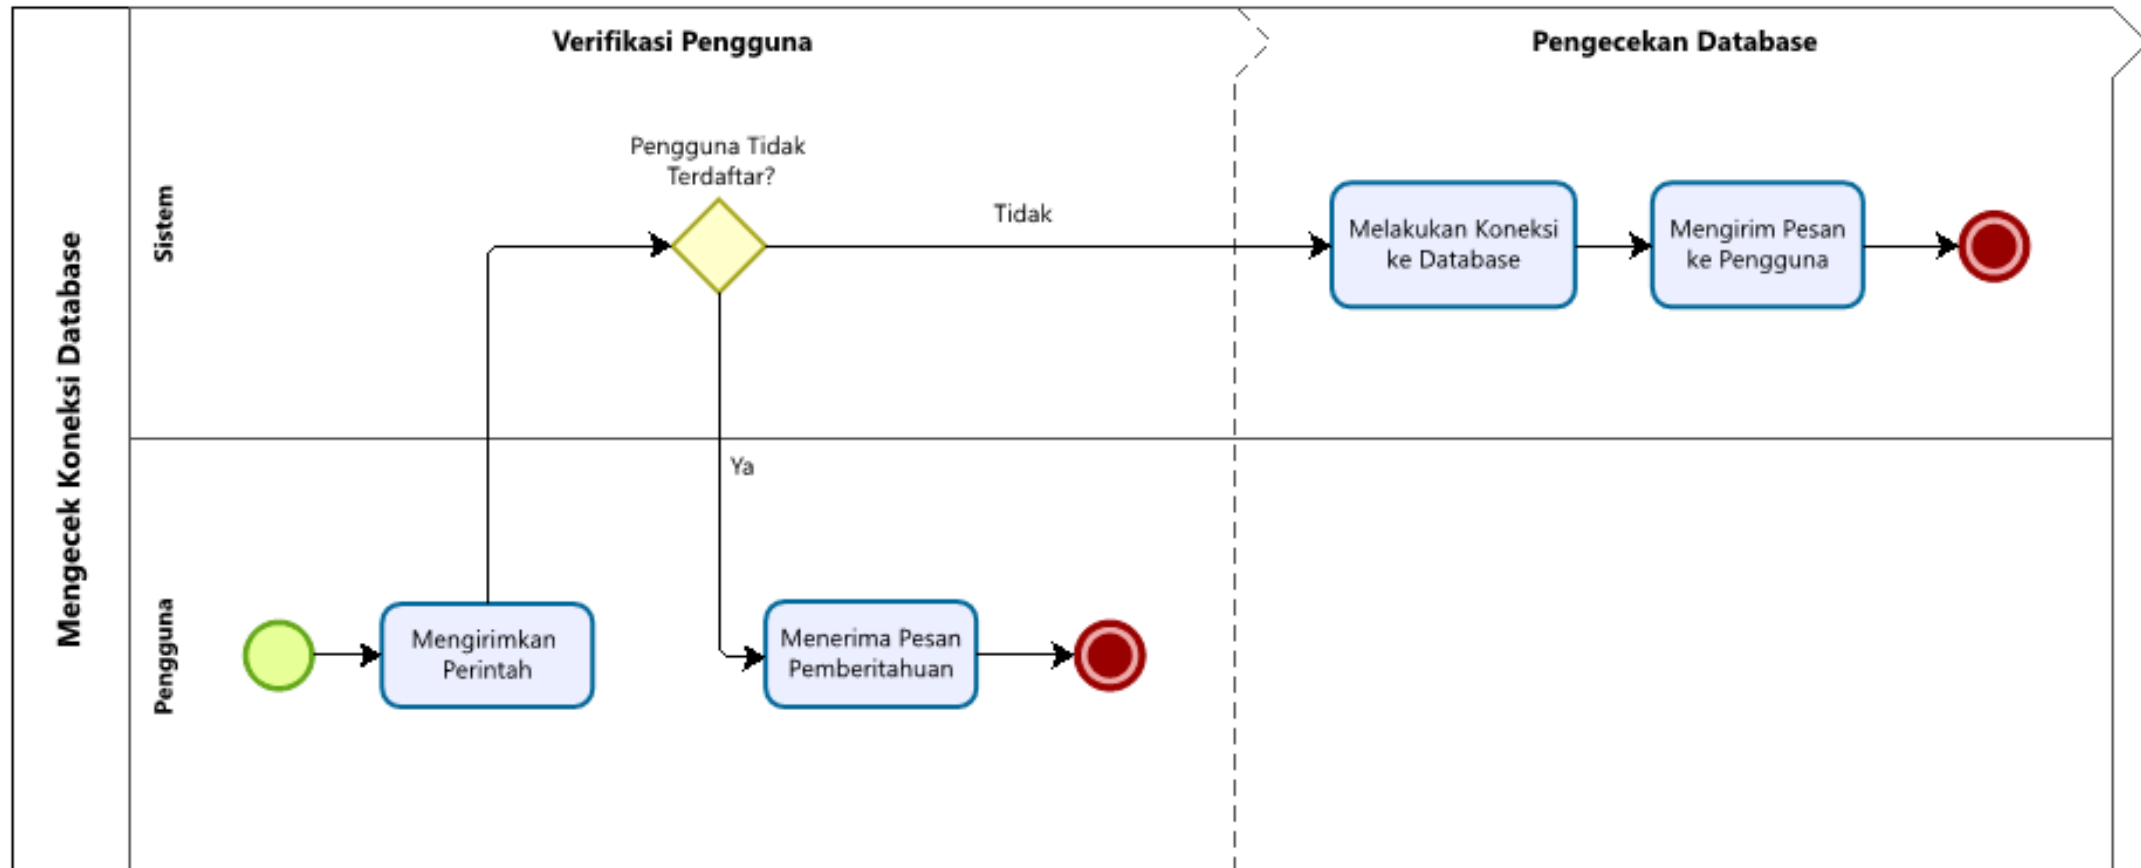 Mengecek Koneksi Database
Verifikasi Pengguna
Pengecekan Database
Sistem
Pengguna Tidak
Terdaftar?
Tidak
Melakukan Koneksi
ke Database
Mengirim Pesan
ke Pengguna
Ya
Pengguna
Mengirimkan
Perintah
Menerima Pesan
Pemberitahuan